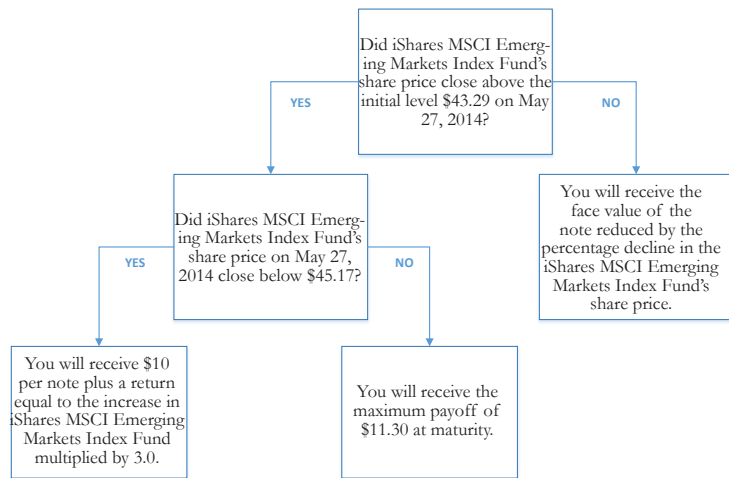 Did iShares MSCI Emerg-
ing Markets Index Fund's
share price close above the
initial level $43.29 on May
27, 2014?
YES
NO
Did iShares MSCI Emerg-
ing Markets Index Fund's
share price on May 27,
2014 close below $45.17?
You will receive the
face value of the
note reduced by the
percentage decline in the
iShares MSCI Emerging
Markets Index Fund's
share price.
YES
NO
You will receive $10
per note plus a return
equal to the increase in
iShares MSCI Emerging
Markets Index Fund
multiplied by 3.0.
You will receive the
maximum payoff of
$11.30 at maturity.